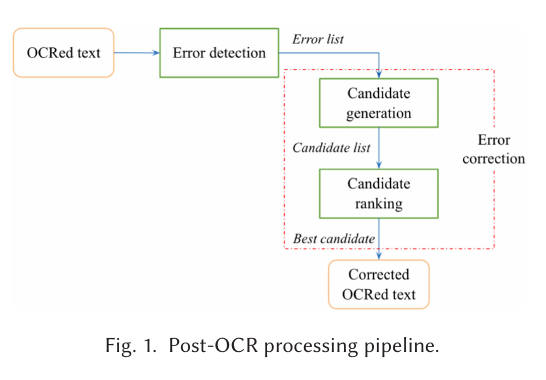 OCRed text
Error detection
Error list
Candidate
generation
Candidate list
Error
correction
Candidate
ranking
Best candidate
Corrected
OCRed text
Fig. 1. Post-OCR processing pipeline.